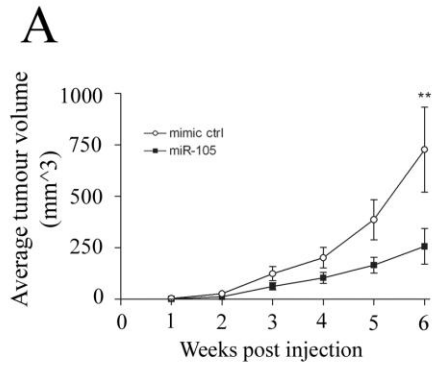 A
Average tumour volume
(mm^3)
1000
750
500
250
0
mimic ctrl
miR-105
**
0 1 2 3 4 5 6
Weeks post injection